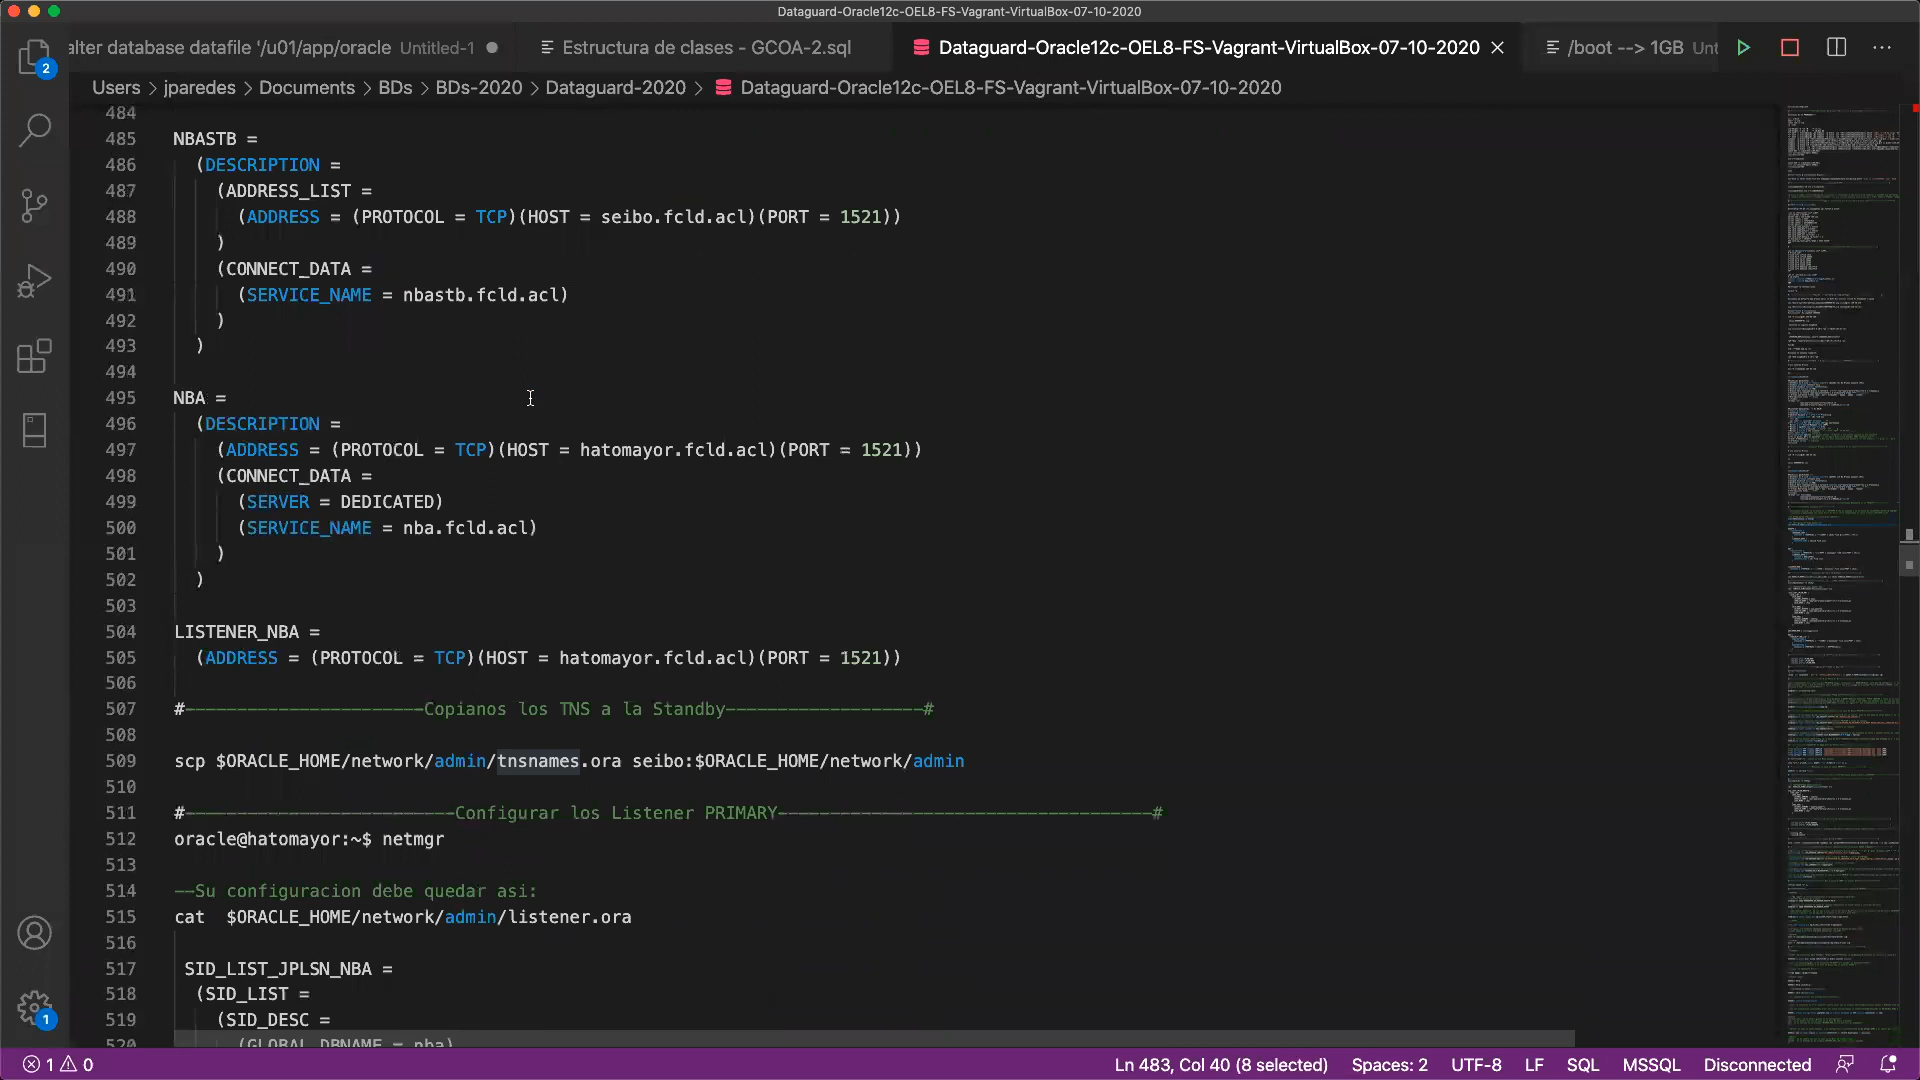 Dataguard-Oracle12c-OEL8-FS-Vagrant-VirtualBox-07-10-2020
alter database datafile '/u01/app/oracle Untitled-1
Estructura de clases - GCOA-2.sql
Dataguard-Oracle12c-OEL8-FS-Vagrant-VirtualBox-07-10-2020
/boot --> 1GB Unt
2
Users > jparedes > Documents > BDs > BDs-2020 > Dataguard-2020 > Dataguard-Oracle12c-OEL8-FS-Vagrant-VirtualBox-07-10-2020
484
485 NBASTB =
486 (DESCRIPTION =
487 (ADDRESS_LIST =
488 (ADDRESS = (PROTOCOL = TCP)(HOST = seibo.fcld.acl)(PORT = 1521))
489 )
490 (CONNECT_DATA =
491 (SERVICE_NAME = nbastb.fcld.acl)
492 )
493 )
494
495 NBA =
496 (DESCRIPTION =
497 (ADDRESS = (PROTOCOL = TCP)(HOST = hatomayor.fcld.acl)(PORT = 1521))
498 (CONNECT_DATA =
499 (SERVER = DEDICATED)
500 (SERVICE_NAME = nba.fcld.acl)
501 )
502 )
503
504 LISTENER_NBA =
505 (ADDRESS = (PROTOCOL = TCP)(HOST = hatomayor.fcld.acl)(PORT = 1521))
506
507 #-----------------------Copianos los TNS a la Standby-------------------#
508
509 scp $ORACLE_HOME/network/admin/tnsnames.ora seibo:$ORACLE_HOME/network/admin
510
511 #--------------------------Configurar los Listener PRIMARY------------------------------------#
512 oracle@hatomayor:~$ netmgr
513
514 --Su configuracion debe quedar asi:
515 cat $ORACLE_HOME/network/admin/listener.ora
516
517 SID_LIST_JPLSN_NBA =
518 (SID_LIST =
519 (SID_DESC =
520 (GLOBAL_DBNAME = nba)
1
1 0
Ln 483, Col 40 (8 selected) Spaces: 2 UTF-8 LF SQL MSSQL Disconnected